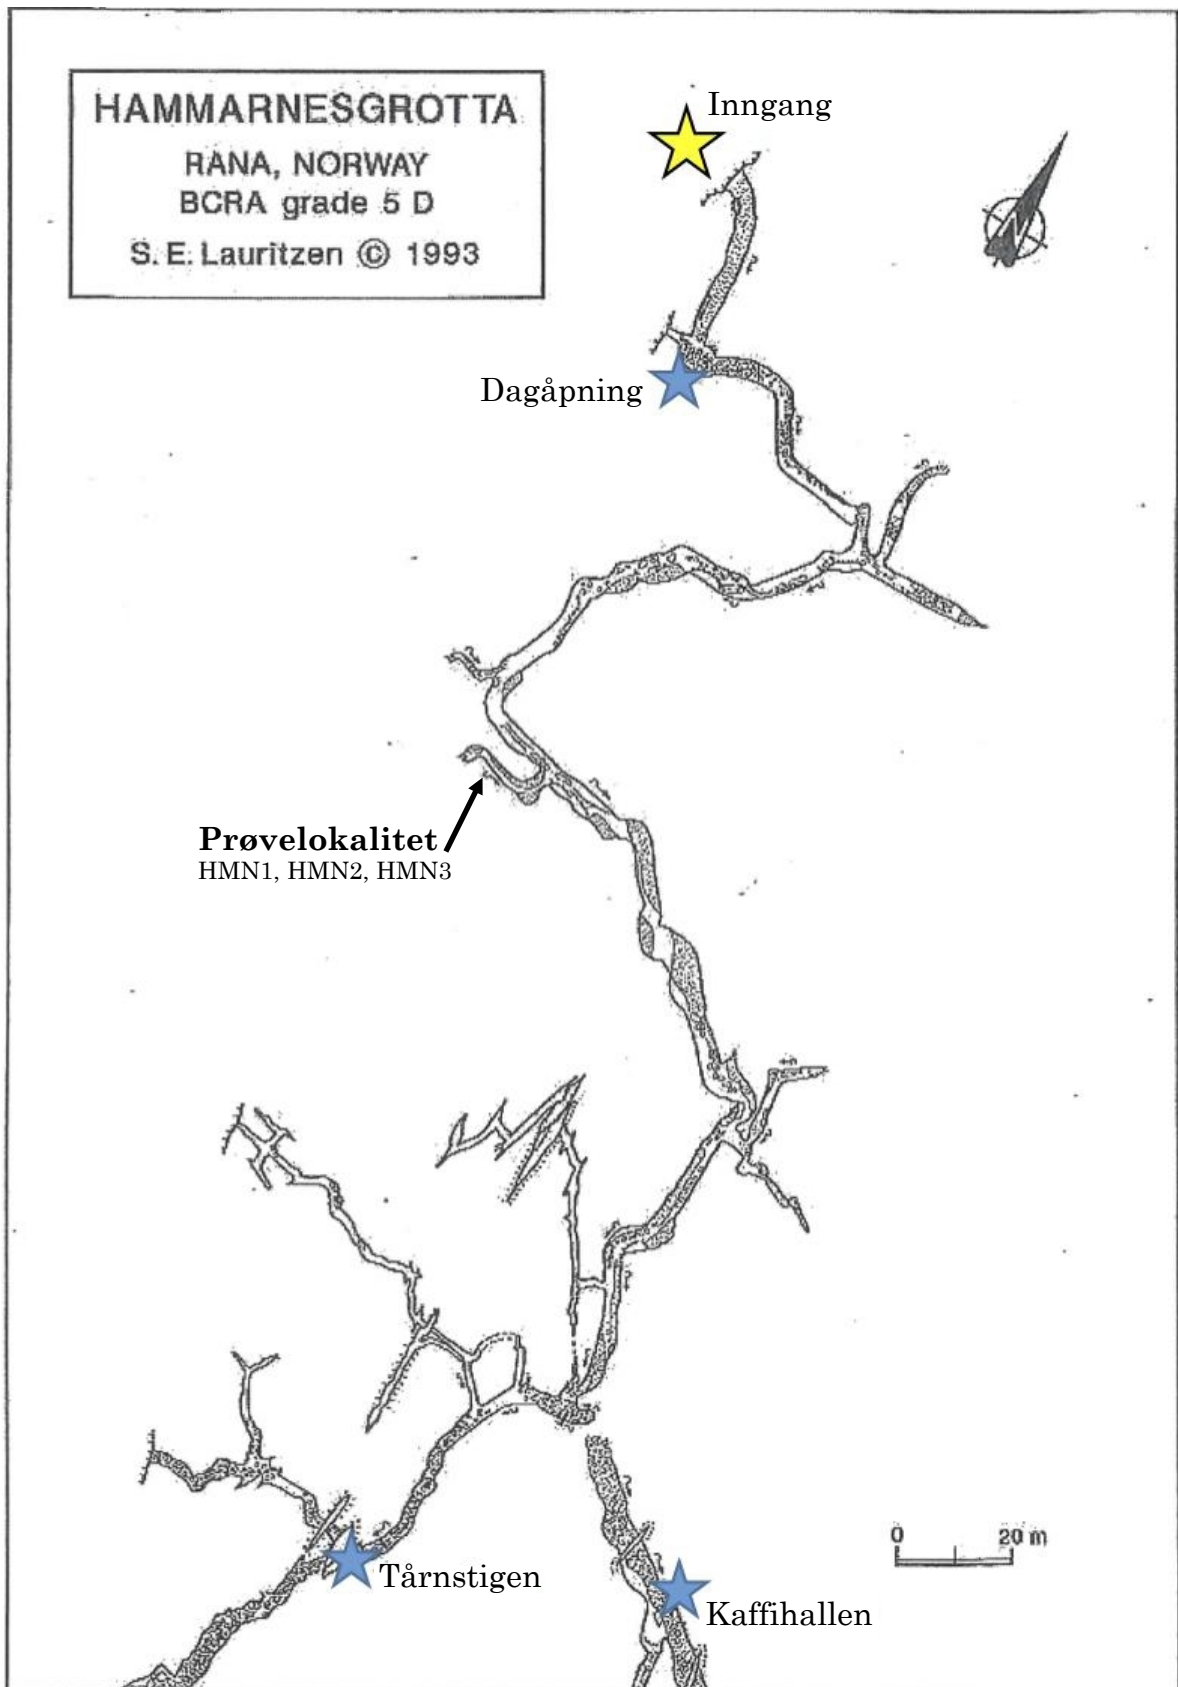 HAMMARNESGROTTA
RANA, NORWAY
BCRA grade 5 D
S. E. Lauritzen © 1993
Inngang
N
Dagåpning
Prøvelokalitet
HMN1, HMN2, HMN3
0 20 m
Tårnstigen
Kaffihallen